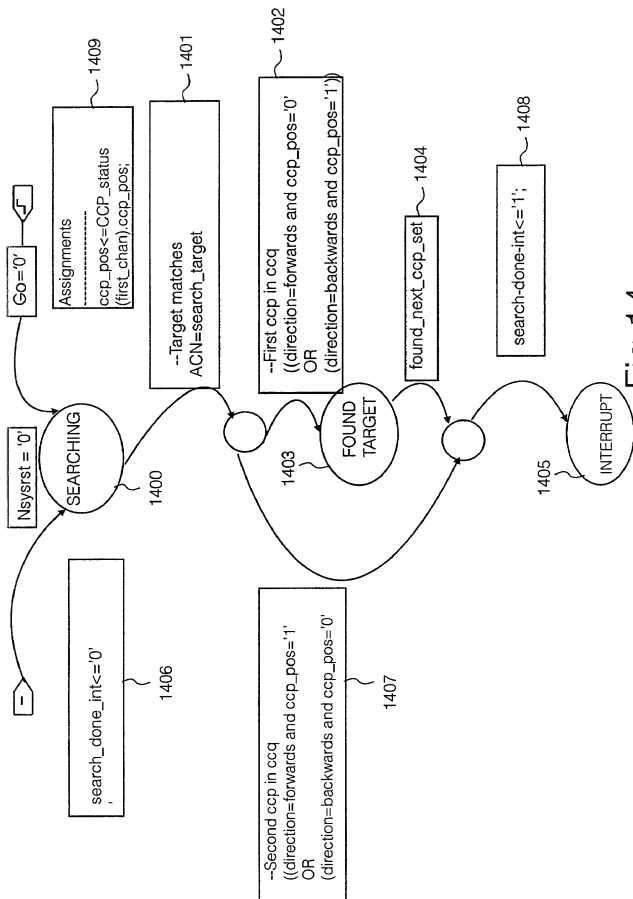 Nsysrst = '0'
Go='0'
SEARCHING
1400
search_done_int<='0'
,
1406
Assignments
----------------
ccp_pos<=CCP_status
(first_chan).ccp_pos;
1409
--Target matches
ACN=search_target
1401
--First ccp in ccq
((direction=forwards and ccp_pos='0'
OR
(direction=backwards and ccp_pos='1'))
1402
FOUND
TARGET
1403
found_next_ccp_set
1404
--Second ccp in ccq
((direction=forwards and ccp_pos='1'
OR
(direction=backwards and ccp_pos='0'
1407
search-done-int<='1';
1408
INTERRUPT
1405